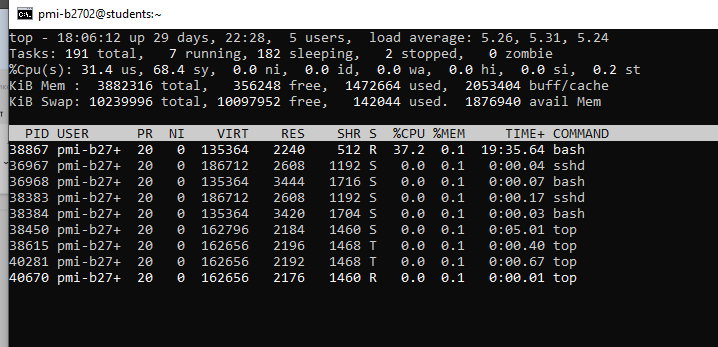 pmi-b2702@students:~
top - 18:06:12 up 29 days, 22:28,  5 users,  load average: 5.26, 5.31, 5.24
Tasks: 191 total,   7 running, 182 sleeping,   2 stopped,   0 zombie
%Cpu(s): 31.4 us, 68.4 sy,  0.0 ni,  0.0 id,  0.0 wa,  0.0 hi,  0.0 si,  0.2 st
KiB Mem :  3882316 total,   356248 free,  1472664 used,  2053404 buff/cache
KiB Swap: 10239996 total, 10097952 free,   142044 used.  1876940 avail Mem
PID USER      PR  NI    VIRT    RES    SHR S  %CPU %MEM     TIME+ COMMAND
38867 pmi-b27+  20   0  135364   2240    512 R  37.2  0.1  19:35.64 bash
36967 pmi-b27+  20   0  186712   2608   1192 S   0.0  0.1   0:00.04 sshd
36968 pmi-b27+  20   0  135364   3444   1716 S   0.0  0.1   0:00.07 bash
38383 pmi-b27+  20   0  186712   2608   1192 S   0.0  0.1   0:00.17 sshd
38384 pmi-b27+  20   0  135364   3420   1704 S   0.0  0.1   0:00.03 bash
38450 pmi-b27+  20   0  162796   2184   1460 S   0.0  0.1   0:05.01 top
38615 pmi-b27+  20   0  162656   2196   1468 T   0.0  0.1   0:00.40 top
40281 pmi-b27+  20   0  162656   2192   1468 T   0.0  0.1   0:00.67 top
40670 pmi-b27+  20   0  162656   2176   1460 R   0.0  0.1   0:00.01 top